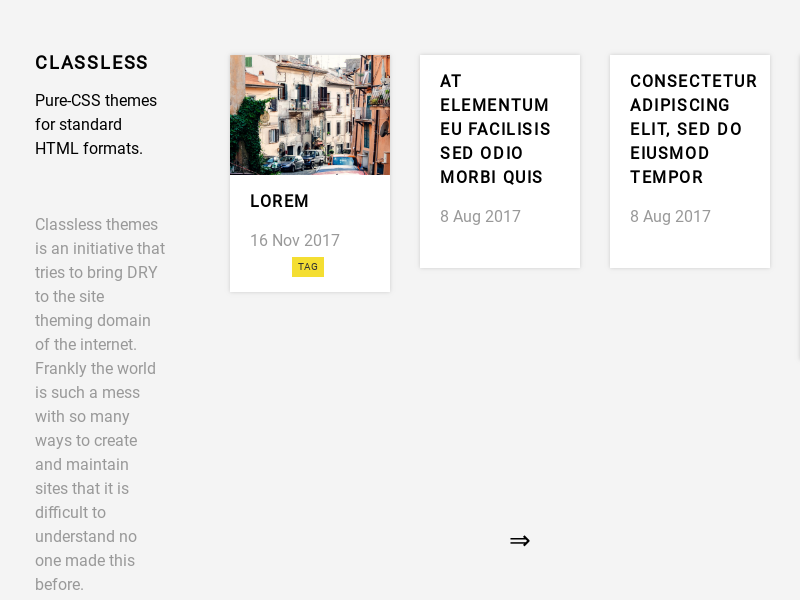 CLASSLESS
Pure-CSS themes
for standard
HTML formats.
Classless themes
is an initiative that
tries to bring DRY
to the site
theming domain
of the internet.
Frankly the world
is such a mess
with so many
ways to create
and maintain
sites that it is
difficult to
understand no
one made this
before.
LOREM
16 Nov 2017
TAG
AT
ELEMENTUM
EU FACILISIS
SED ODIO
MORBI QUIS
8 Aug 2017
CONSECTETUR
ADIPISCING
ELIT, SED DO
EIUSMOD
TEMPOR
8 Aug 2017
⇒